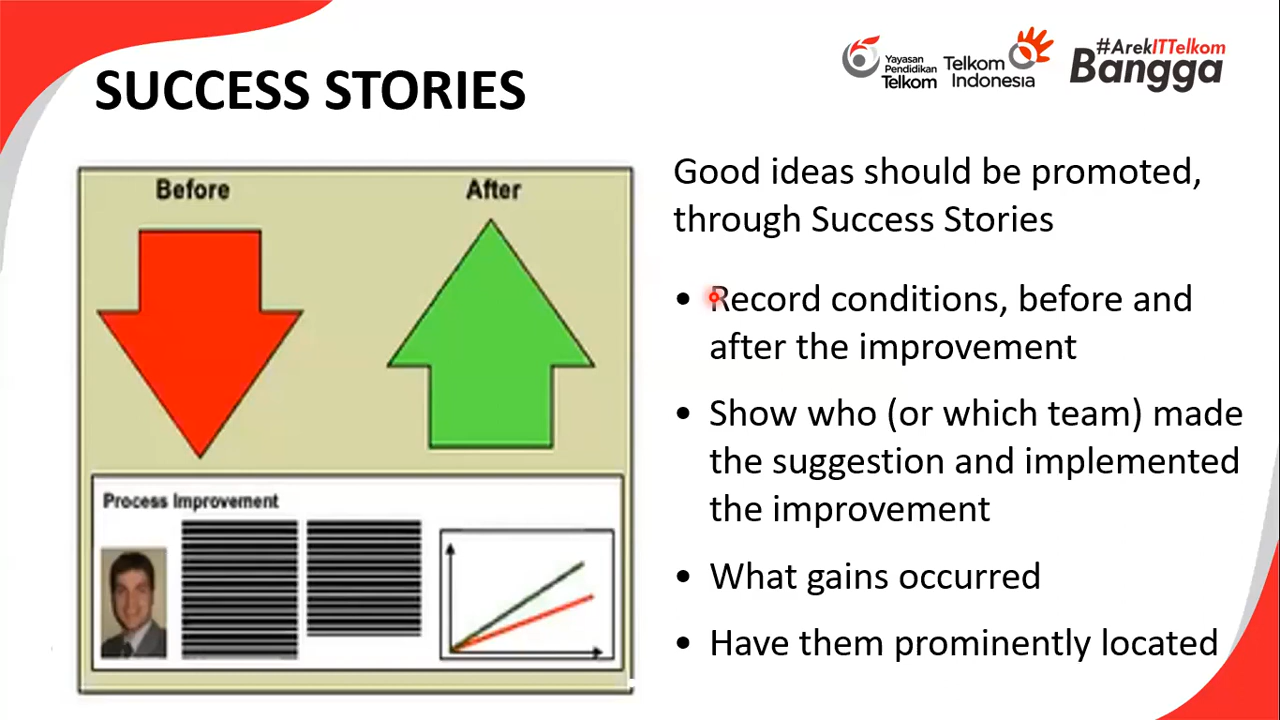 SUCCESS STORIES
Yayasan
Pendidikan
Telkom
Telkom
Indonesia
#ArekITTelkom
Bangga
Before
After
Process Improvement
Good ideas should be promoted,
through Success Stories
• Record conditions, before and
after the improvement
• Show who (or which team) made
the suggestion and implemented
the improvement
• What gains occurred
• Have them prominently located